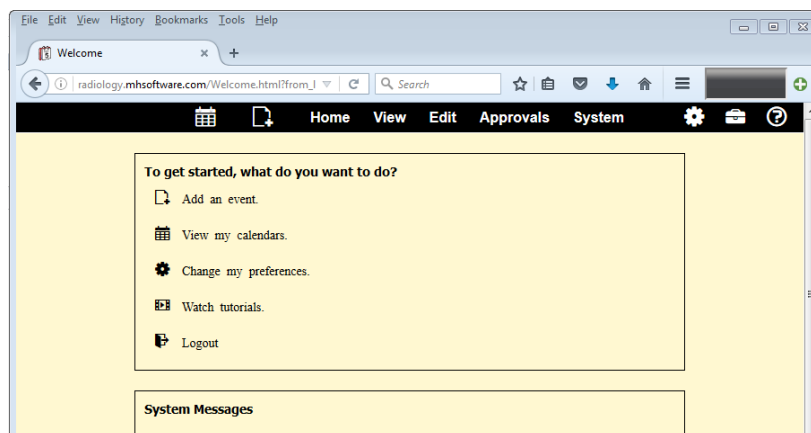 File Edit View History Bookmarks Tools Help
Welcome
radiology.mhsoftware.com/Welcome.html?from_l
Search
Home View Edit Approvals System
To get started, what do you want to do?
Add an event.
View my calendars.
Change my preferences.
Watch tutorials.
Logout
System Messages